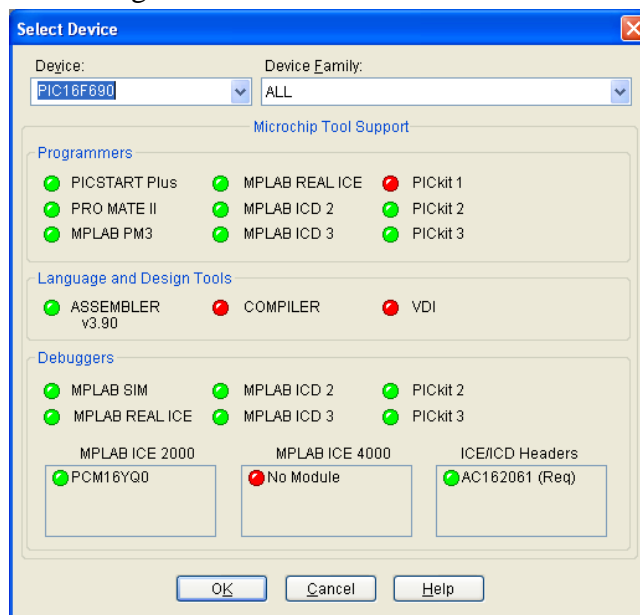 Select Device
Device: Device Family:
PIC16F690 ALL
Microchip Tool Support
Programmers
PICSTART Plus MPLAB REAL ICE PICkit 1
PRO MATE II MPLAB ICD 2 PICkit 2
MPLAB PM3 MPLAB ICD 3 PICkit 3
Language and Design Tools
ASSEMBLER COMPILER VDI
v3.90
Debuggers
MPLAB SIM MPLAB ICD 2 PICkit 2
MPLAB REAL ICE MPLAB ICD 3 PICkit 3
MPLAB ICE 2000 MPLAB ICE 4000 ICE/ICD Headers
PCM16YQ0 No Module AC162061 (Req)
OK Cancel Help